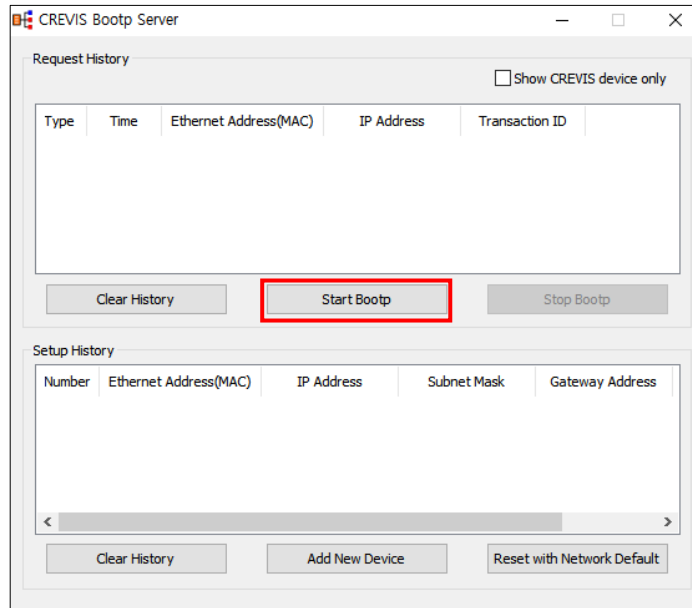 CREVIS Bootp Server
Request History
Show CREVIS device only
Type Time Ethernet Address(MAC) IP Address Transaction ID
Clear History Start Bootp Stop Bootp
Setup History
Number Ethernet Address(MAC) IP Address Subnet Mask Gateway Address
Clear History Add New Device Reset with Network Default